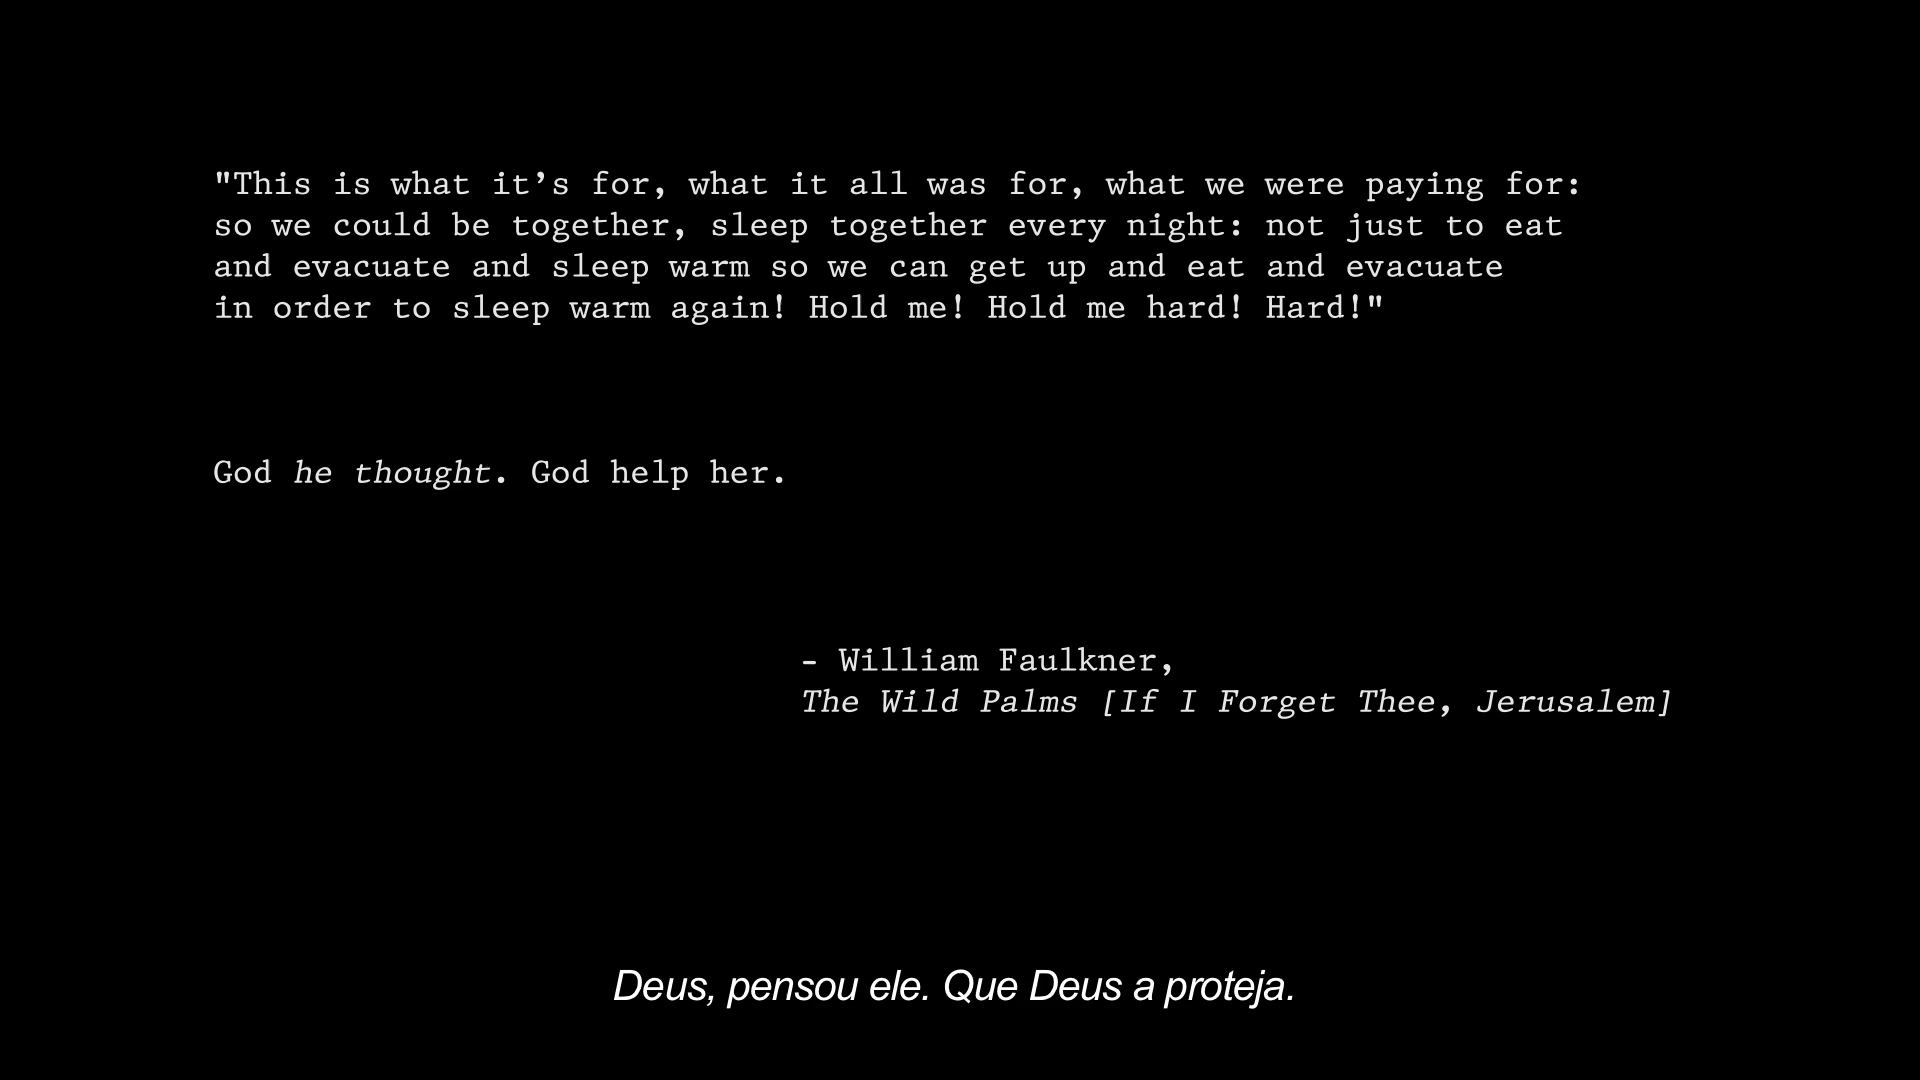 "This is what it’s for, what it all was for, what we were paying for:
so we could be together, sleep together every night: not just to eat
and evacuate and sleep warm so we can get up and eat and evacuate
in order to sleep warm again! Hold me! Hold me hard! Hard!"
God he thought. God help her.
- William Faulkner,
The Wild Palms [If I Forget Thee, Jerusalem]
Deus, pensou ele. Que Deus a proteja.